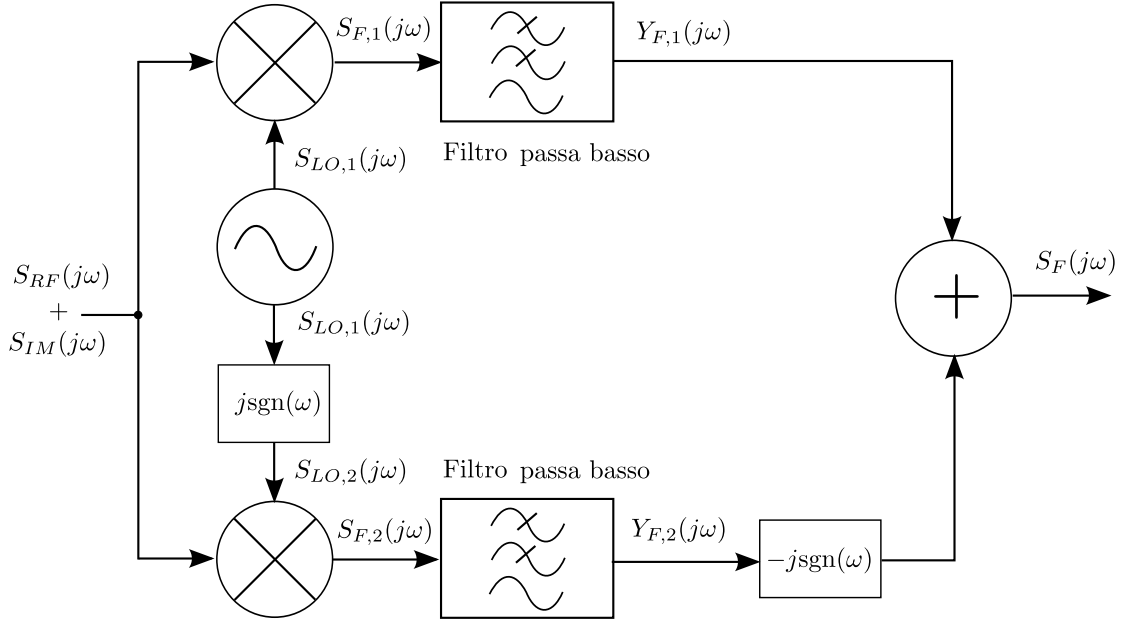 S_{F,1}(jω)
Y_{F,1}(jω)
Filtro passa basso
S_{LO,1}(jω)
S_{RF}(jω)
+
S_{IM}(jω)
S_F(jω)
S_{LO,1}(jω)
jsgn(ω)
S_{LO,2}(jω)
Filtro passa basso
S_{F,2}(jω)
Y_{F,2}(jω)
−jsgn(ω)